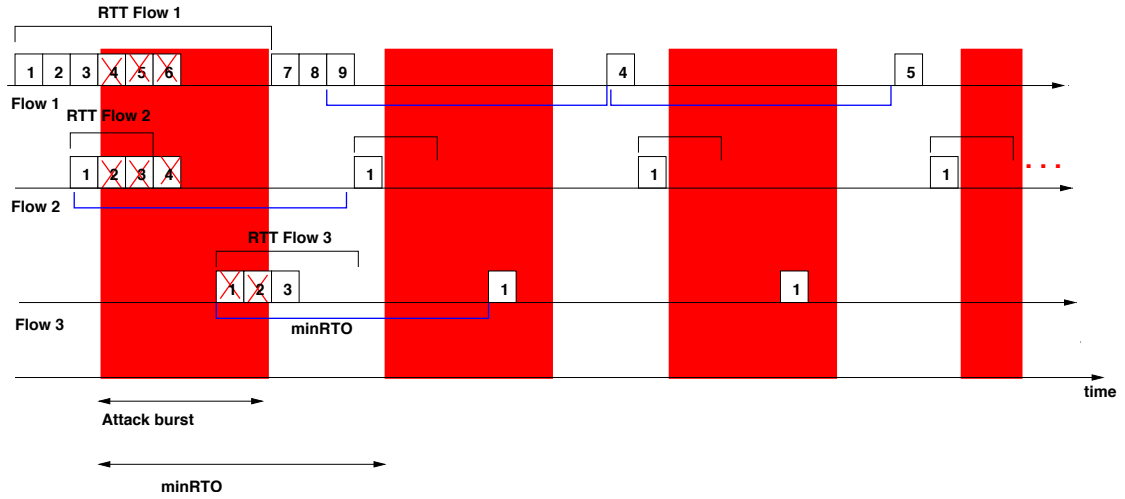 RTT Flow 1
1 2 3 4 5 6 7 8 9 4 5
Flow 1
RTT Flow 2
1 2 3 4 1 1 1 . . .
Flow 2
RTT Flow 3
1 2 3 1 1
Flow 3
minRTO
time
Attack burst
minRTO